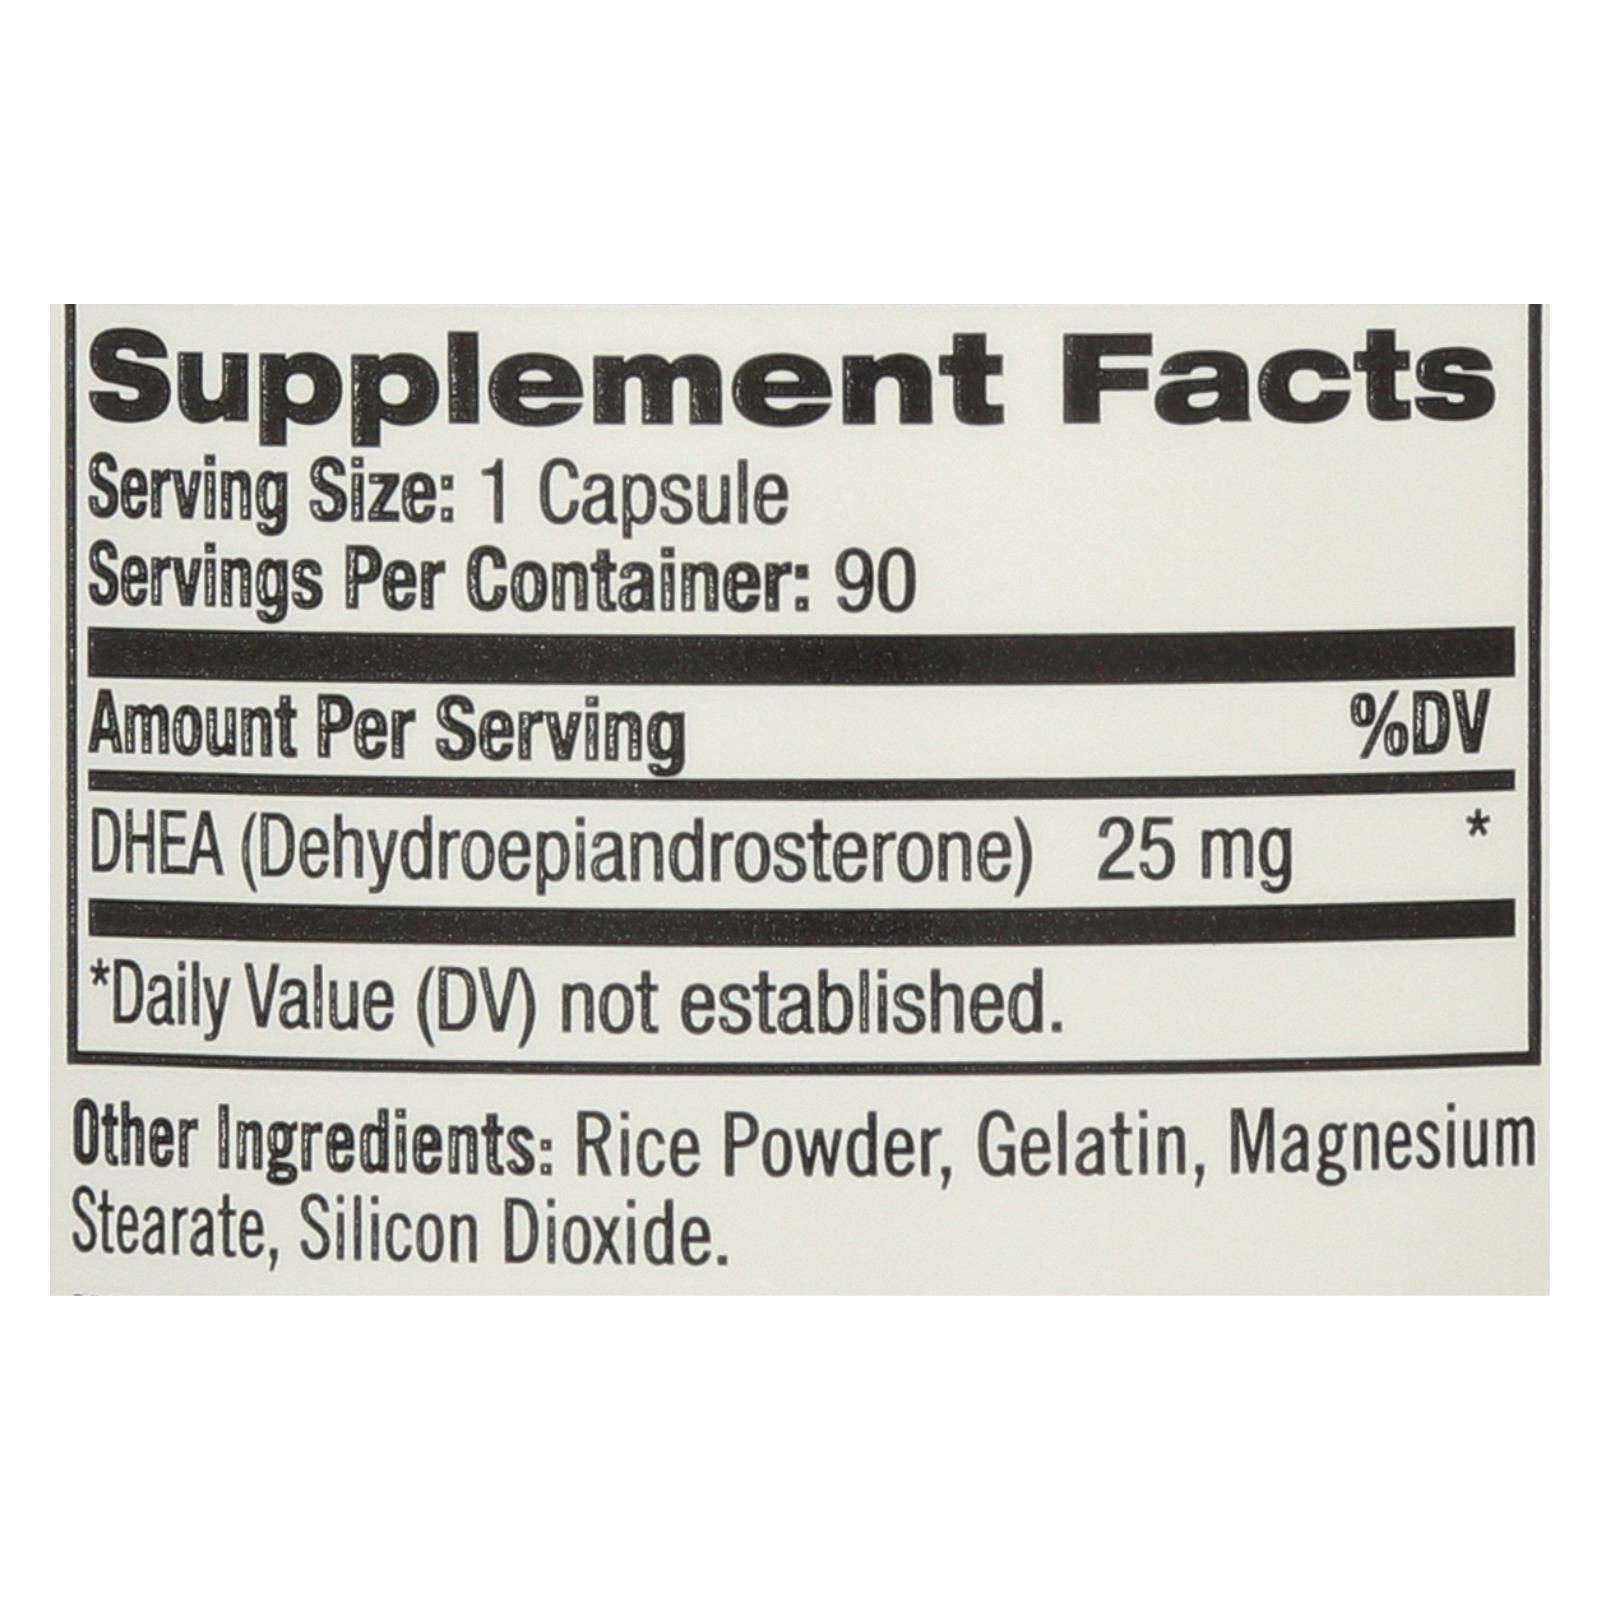 Supplement Facts
Serving Size: 1 Capsule
Servings Per Container: 90
Amount Per Serving %DV
DHEA (Dehydroepiandrosterone) 25 mg *
*Daily Value (DV) not established.
Other Ingredients: Rice Powder, Gelatin, Magnesium
Stearate, Silicon Dioxide.